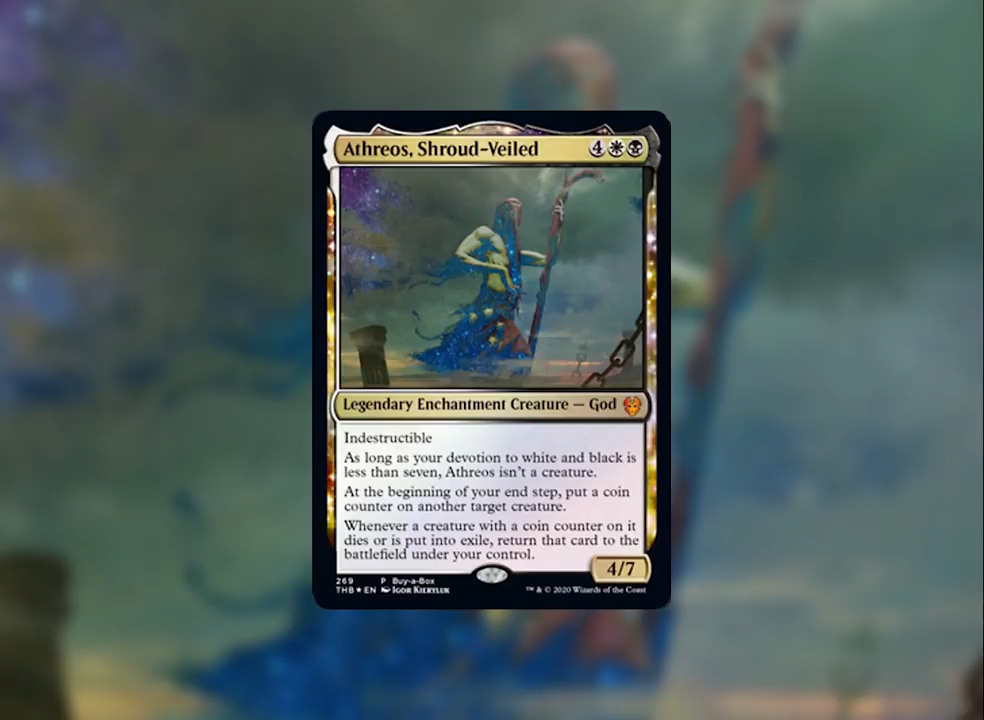 Athreos, Shroud-Veiled 4
Legendary Enchantment Creature — God
Indestructible
As long as your devotion to white and black is
less than seven, Athreos isn't a creature.
At the beginning of your end step, put a coin
counter on another target creature.
Whenever a creature with a coin counter on it
dies or is put into exile, return that card to the
battlefield under your control.
4/7
269 P Buy-a-Box
THB ★ EN Igor Kieryluk ™ & © 2020 Wizards of the Coast